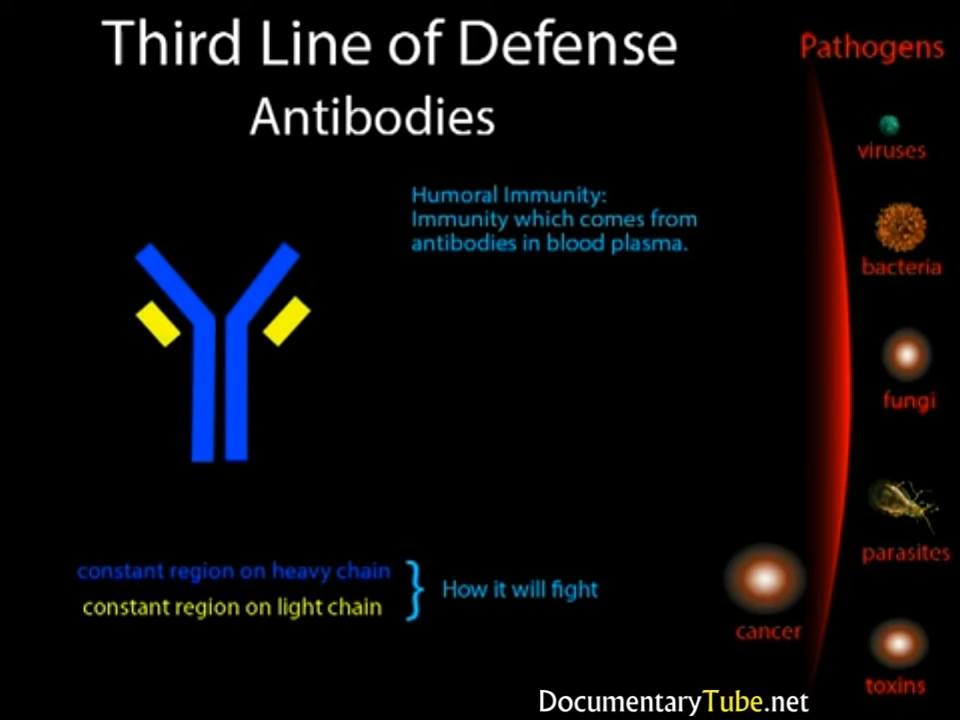 Third Line of Defense
Antibodies
Pathogens
viruses
Humoral Immunity:
Immunity which comes from
antibodies in blood plasma.
bacteria
fungi
parasites
constant region on heavy chain
constant region on light chain
How it will fight
cancer
toxins
DocumentaryTube.net